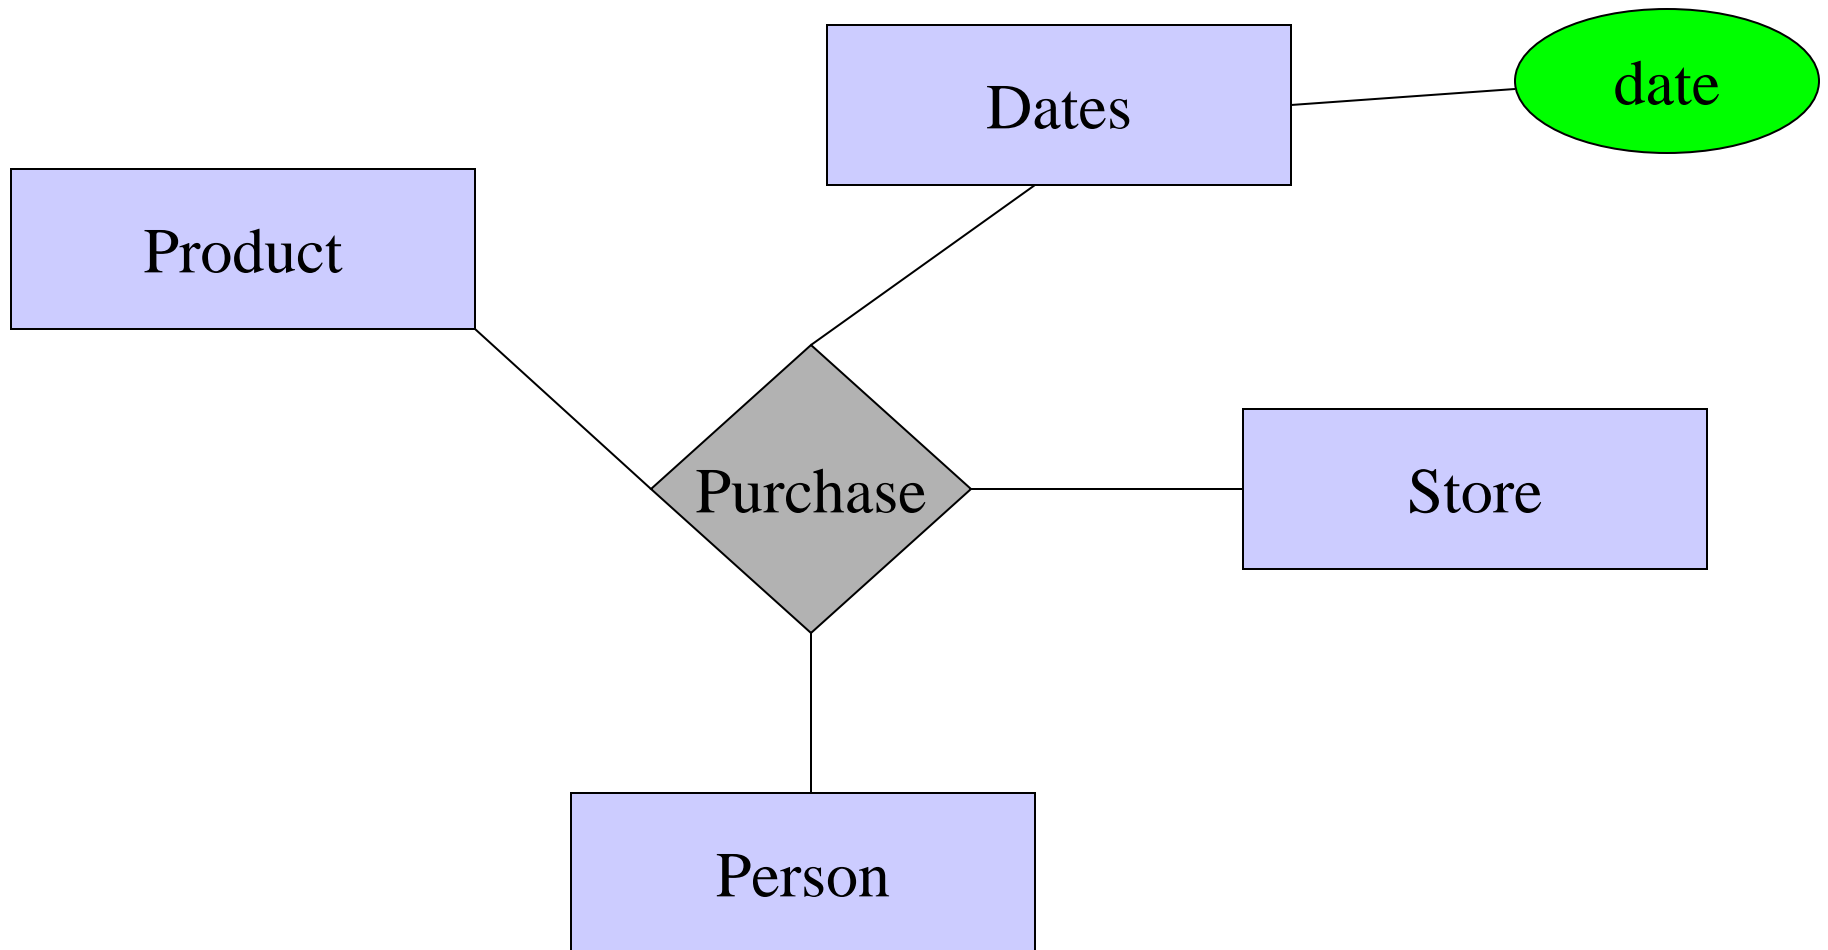 date
Dates
Product
Purchase
Store
Person